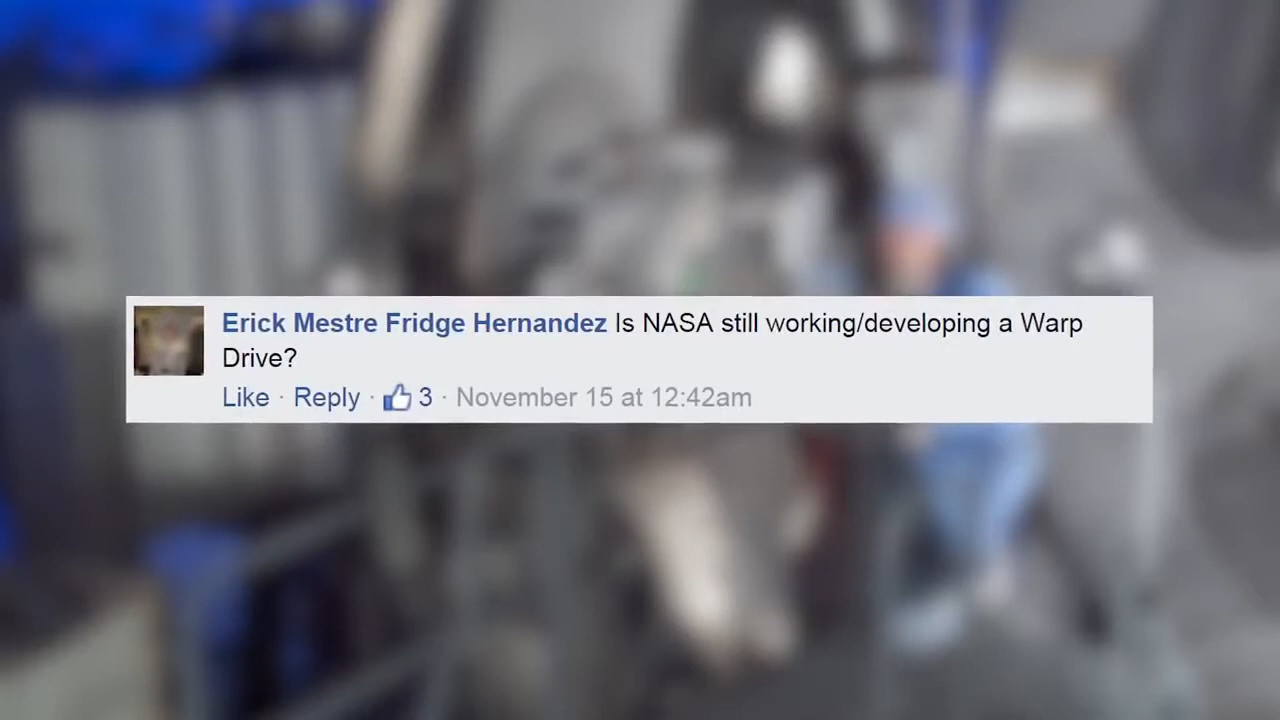 Erick Mestre Fridge Hernandez Is NASA still working/developing a Warp
Drive?
Like · Reply · 3 · November 15 at 12:42am